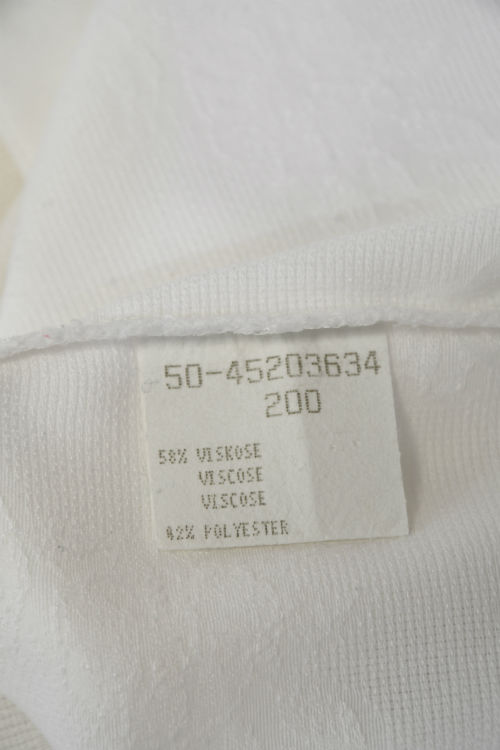 50-45203634
200
58% VISKOSE
VISCOSE
VISCOSE
42% POLYESTER